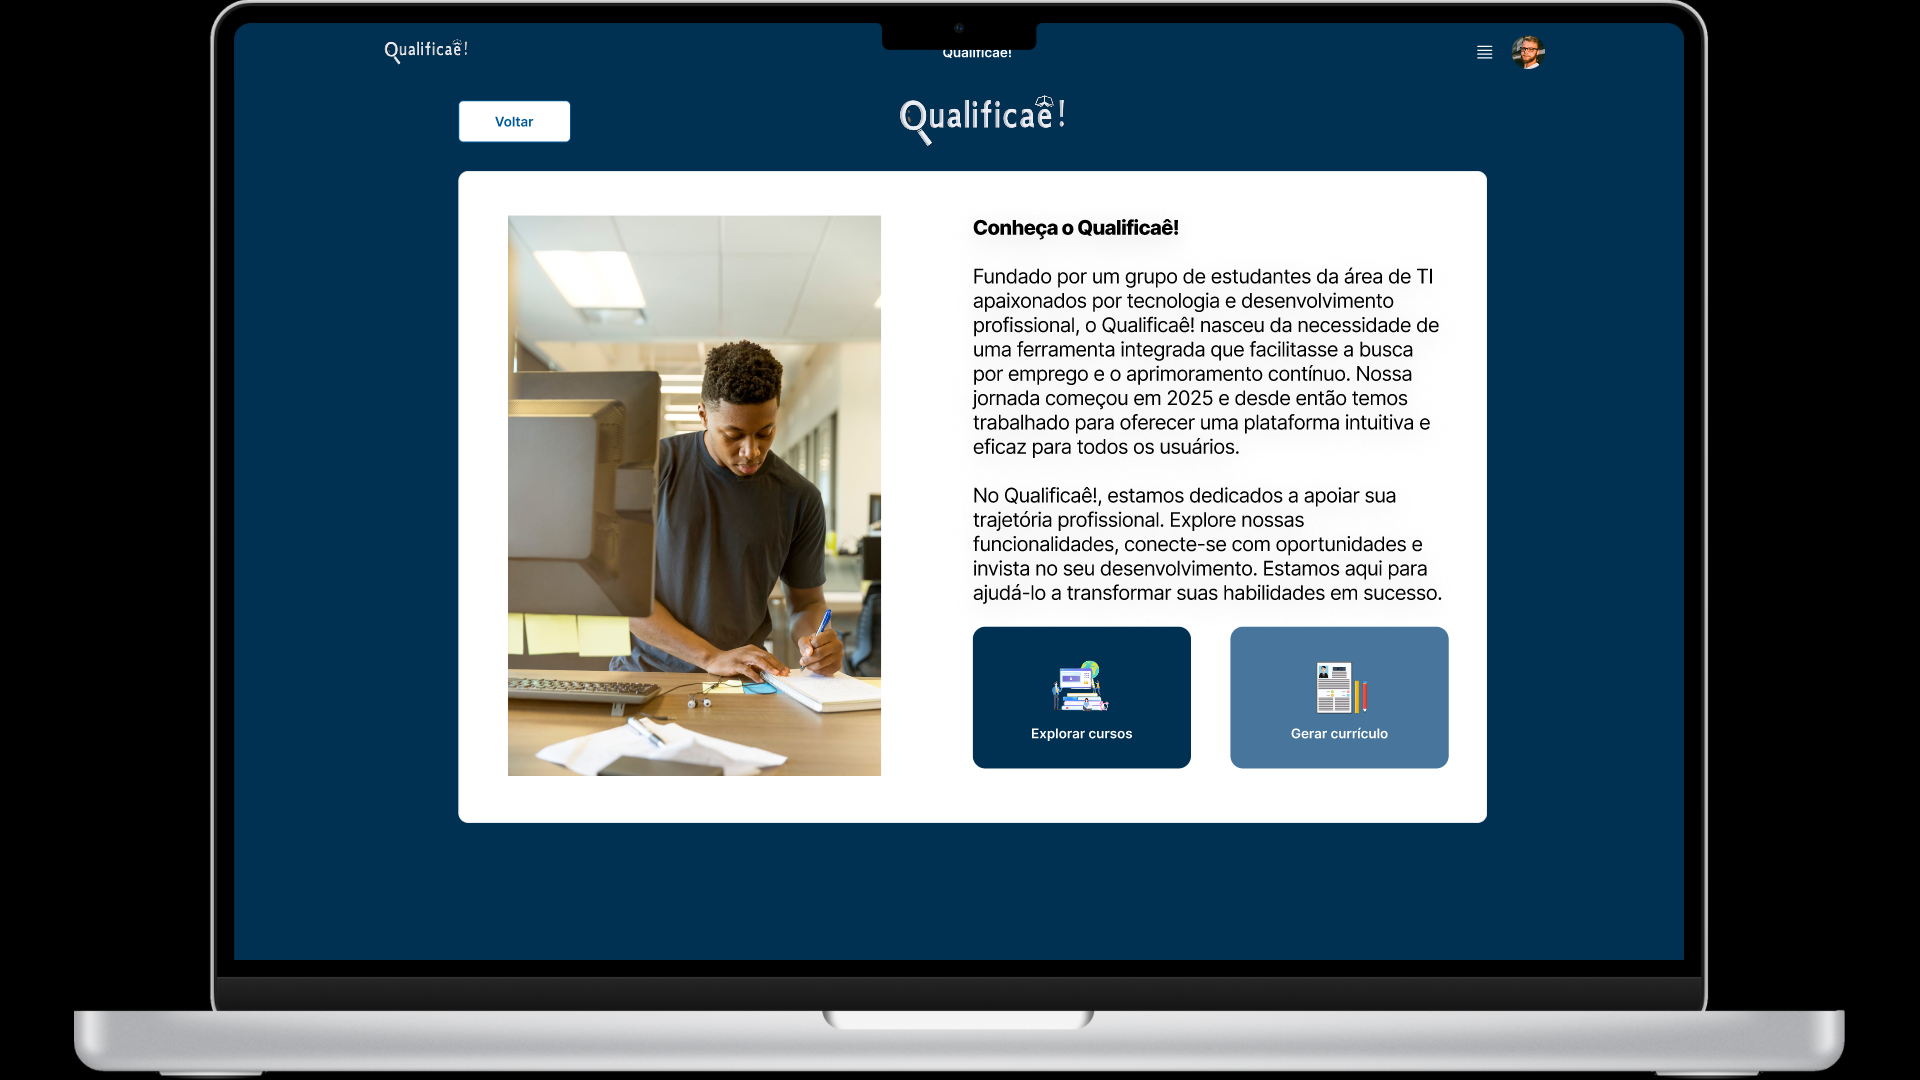 Qualificaê!
Qualificaê!
Voltar
Qualificaê!
Conheça o Qualificaê!
Fundado por um grupo de estudantes da área de TI
apaixonados por tecnologia e desenvolvimento
profissional, o Qualificaê! nasceu da necessidade de
uma ferramenta integrada que facilitasse a busca
por emprego e o aprimoramento contínuo. Nossa
jornada começou em 2025 e desde então temos
trabalhado para oferecer uma plataforma intuitiva e
eficaz para todos os usuários.
No Qualificaê!, estamos dedicados a apoiar sua
trajetória profissional. Explore nossas
funcionalidades, conecte-se com oportunidades e
invista no seu desenvolvimento. Estamos aqui para
ajudá-lo a transformar suas habilidades em sucesso.
Explorar cursos
Gerar currículo